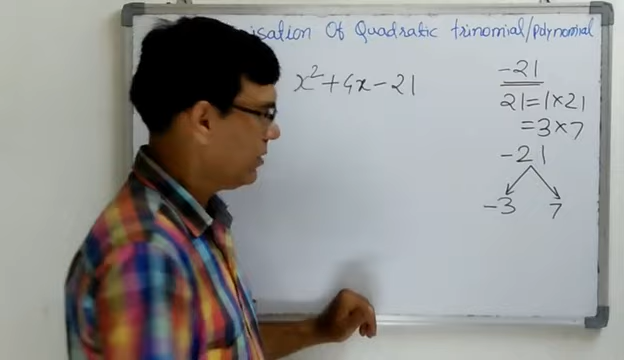 isation Of Quadratic trinomial/Polynomial
x² + 4x - 21
-21
21 = 1 × 21
= 3 × 7
-21
-3 7